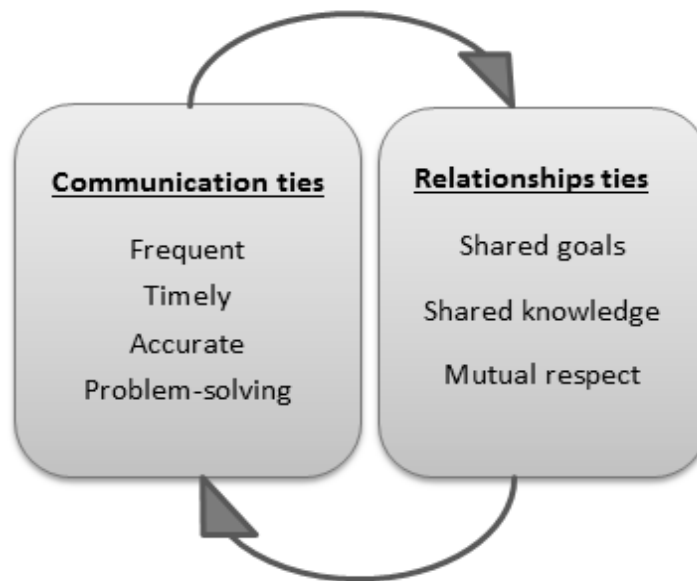 Communication ties
Frequent
Timely
Accurate
Problem-solving
Relationships ties
Shared goals
Shared knowledge
Mutual respect